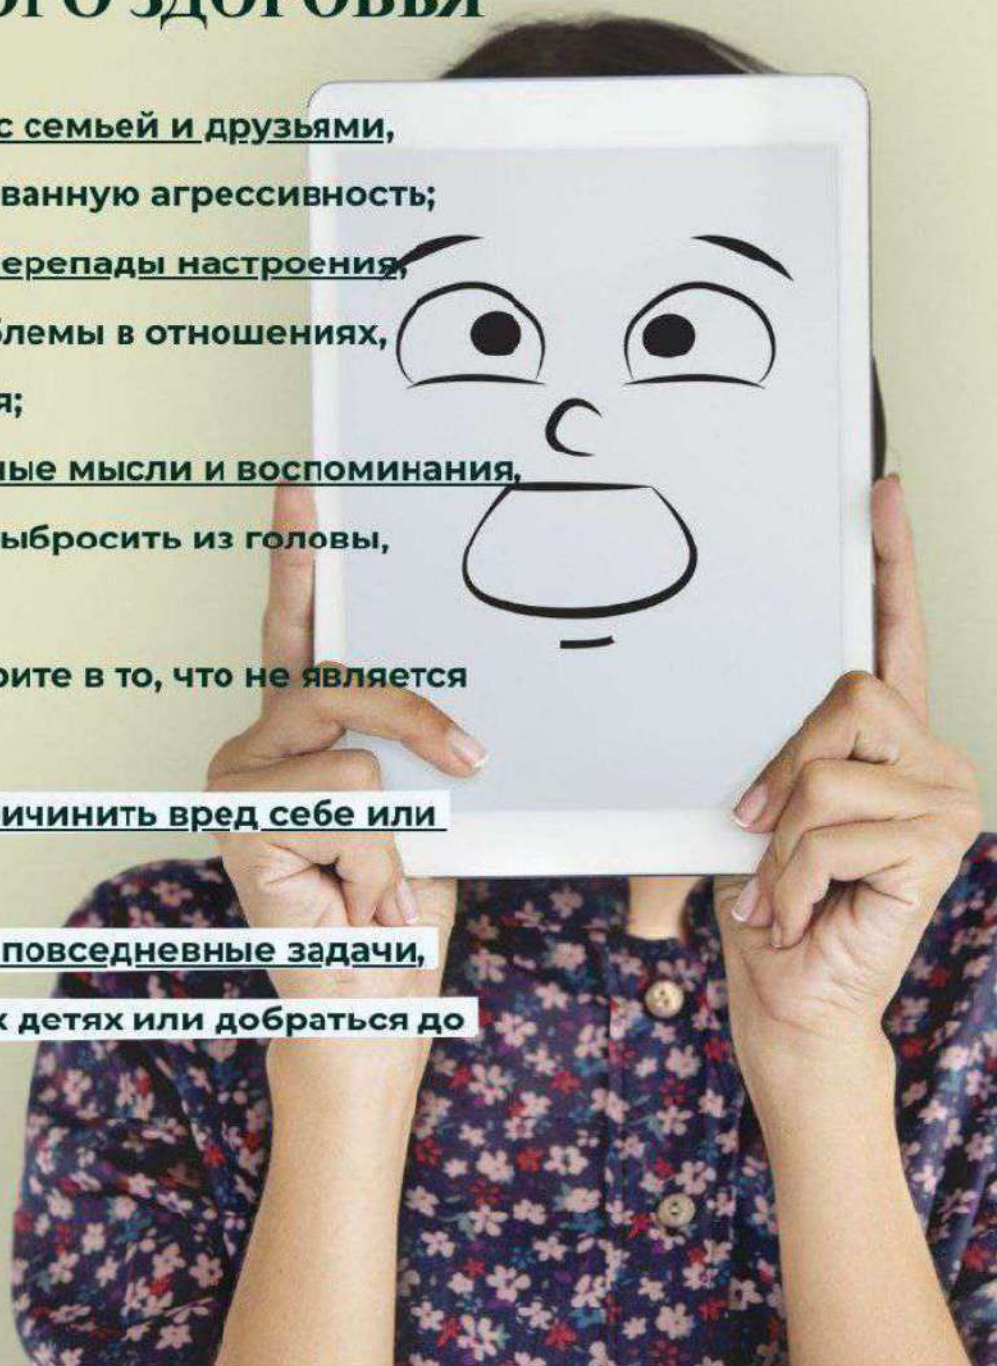 ОГО ЗДОРОВЬЯ
с семьей и друзьями,
ванную агрессивность;
ерепады настроения,
блемы в отношениях,
я;
ные мысли и воспоминания,
ыбросить из головы,
рите в то, что не является
ичинить вред себе или
повседневные задачи,
х детях или добраться до